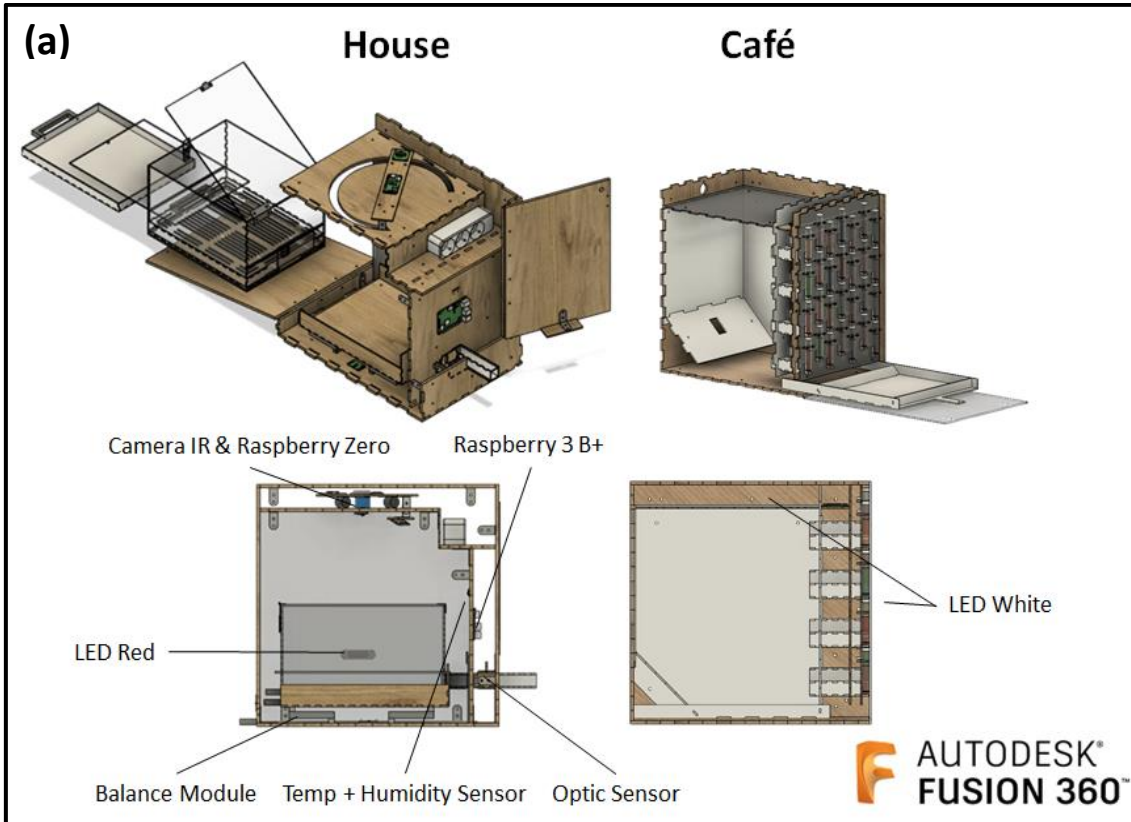 (a)
House
Café
Camera IR & Raspberry Zero
Raspberry 3 B+
LED Red
LED White
Balance Module
Temp + Humidity Sensor
Optic Sensor
AUTODESK®
FUSION 360™